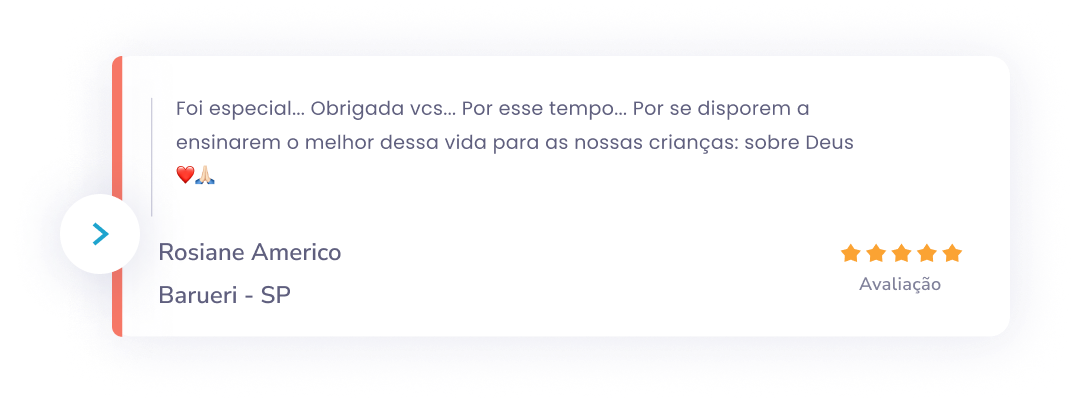 Foi especial... Obrigada vcs... Por esse tempo... Por se disporem a
ensinarem o melhor dessa vida para as nossas crianças: sobre Deus
❤️🙏🏻
Rosiane Americo
Barueri - SP
Avaliação